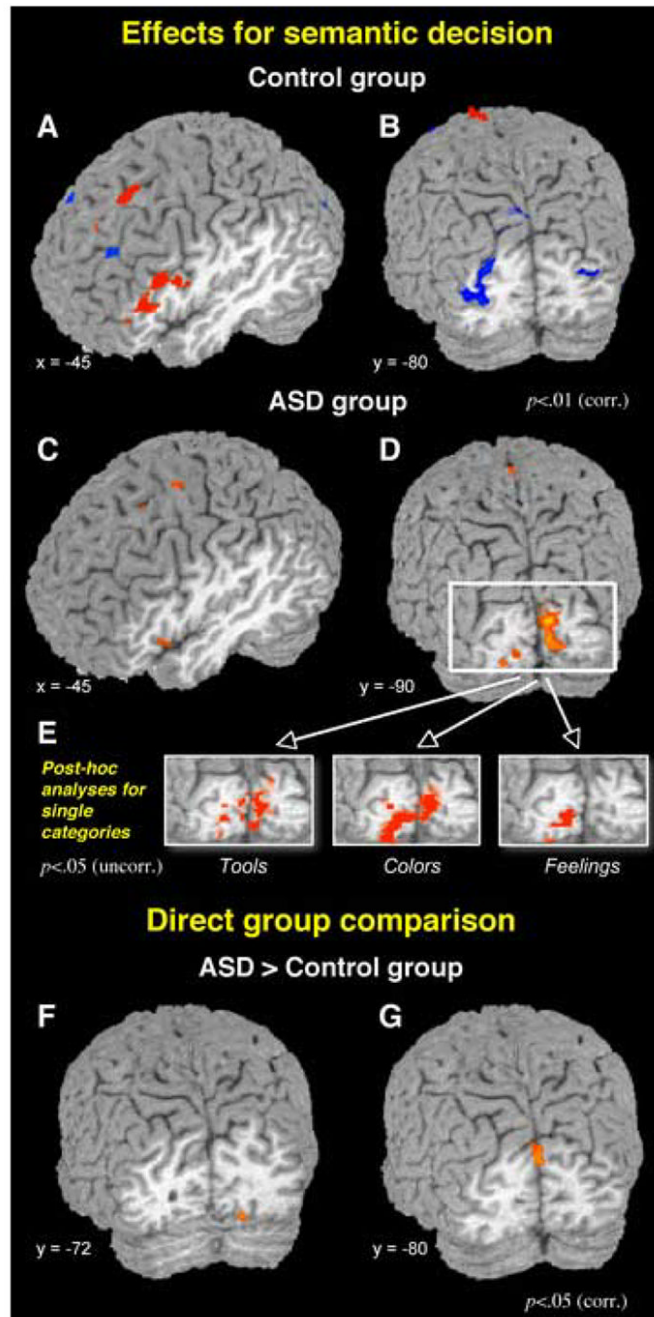 Effects for semantic decision
Control group
A
B
x = -45
y = -80
ASD group
p<.01 (corr.)
C
D
x = -45
y = -90
E
Post-hoc
analyses for
single
categories
p<.05 (uncorr.)
Tools
Colors
Feelings
Direct group comparison
ASD > Control group
F
G
y = -72
y = -80
p<.05 (corr.)